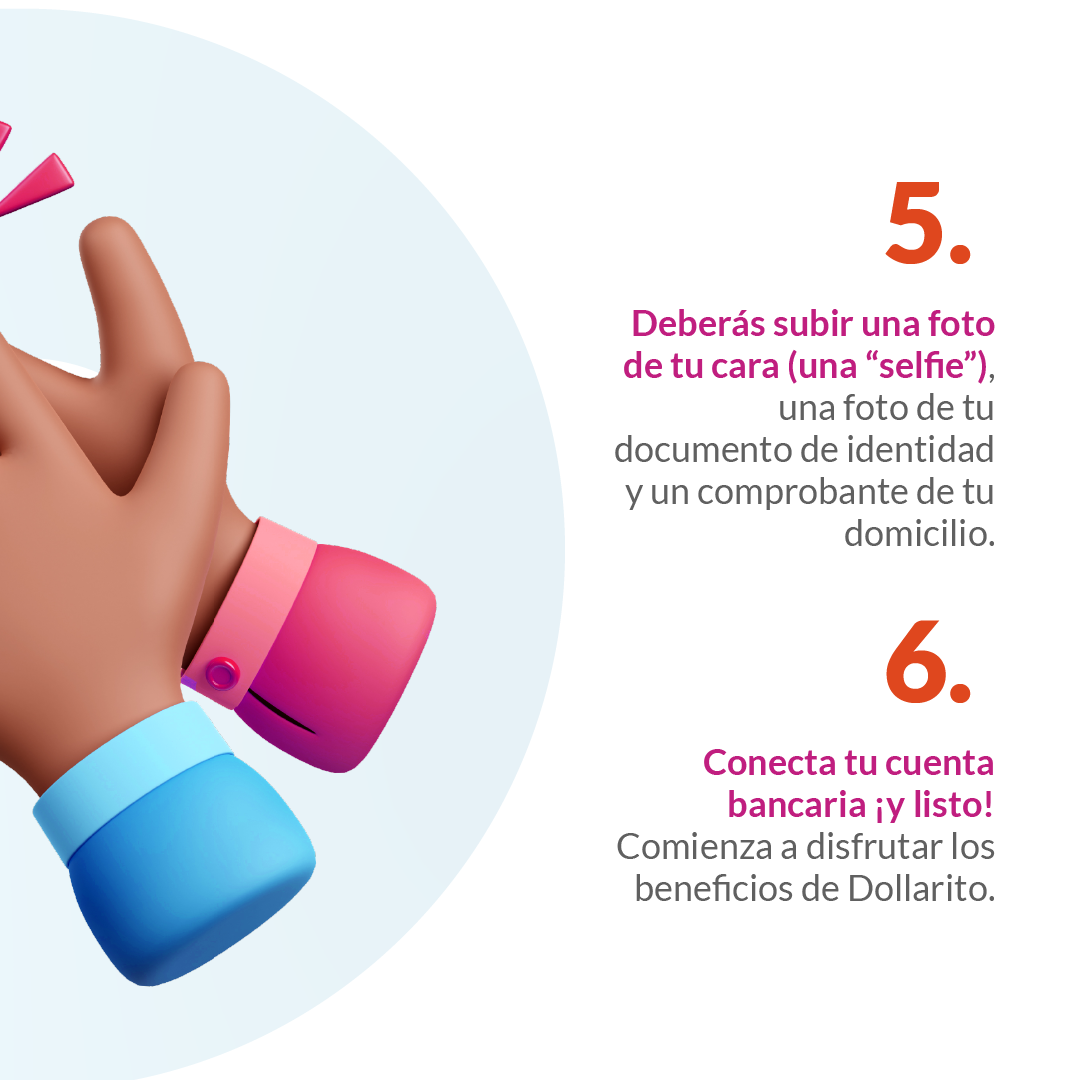 5.
Deberás subir una foto
de tu cara (una “selfie”),
una foto de tu
documento de identidad
y un comprobante de tu
domicilio.
6.
Conecta tu cuenta
bancaria ¡y listo!
Comienza a disfrutar los
beneficios de Dollarito.